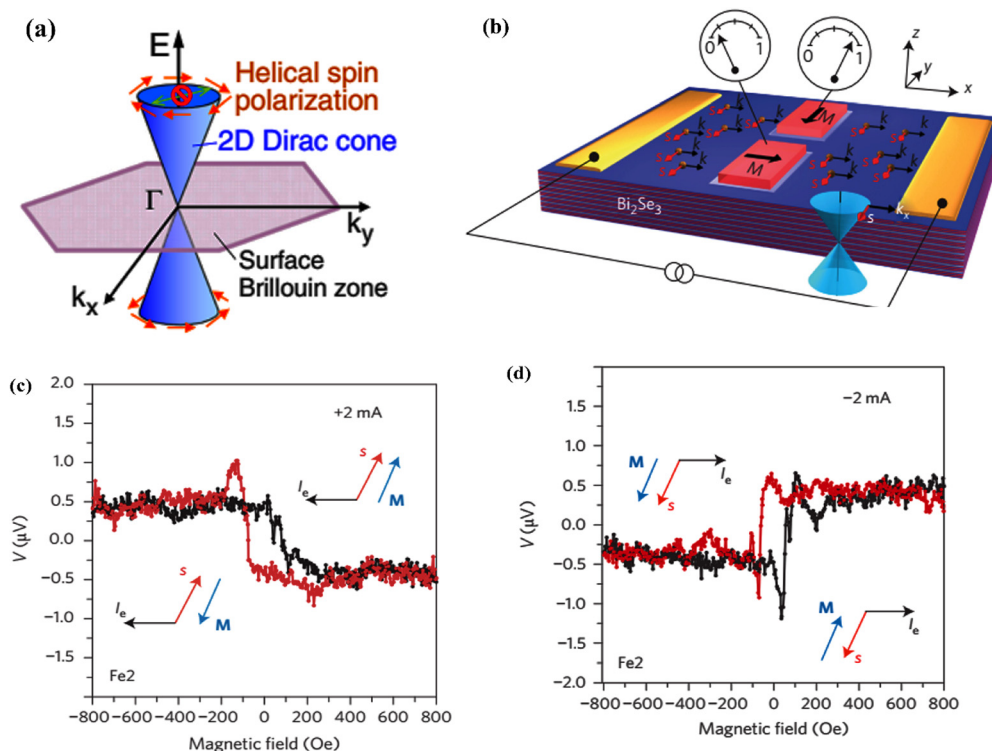 (a)
E
Helical spin
polarization
2D Dirac cone
Γ
k_y
k_x
Surface
Brillouin zone
(b)
0 1
0 1
z
y
x
M
M
s k
s k
s k
s k
s k
s k
s k
s k
s k
s k
s k
s k
Bi₂Se₃
k_x
s
(c)
2.0
1.5
1.0
0.5
0.0
−0.5
−1.0
−1.5
V (µV)
+2 mA
s
I_e
M
s
I_e
M
Fe2
−800 −600 −400 −200 0 200 400 600 800
Magnetic field (Oe)
(d)
1.5
1.0
0.5
0.0
−0.5
−1.0
−1.5
−2.0
V (µV)
−2 mA
M
I_e
s
M
I_e
s
Fe2
−800 −600 −400 −200 0 200 400 600 800
Magnetic field (Oe)